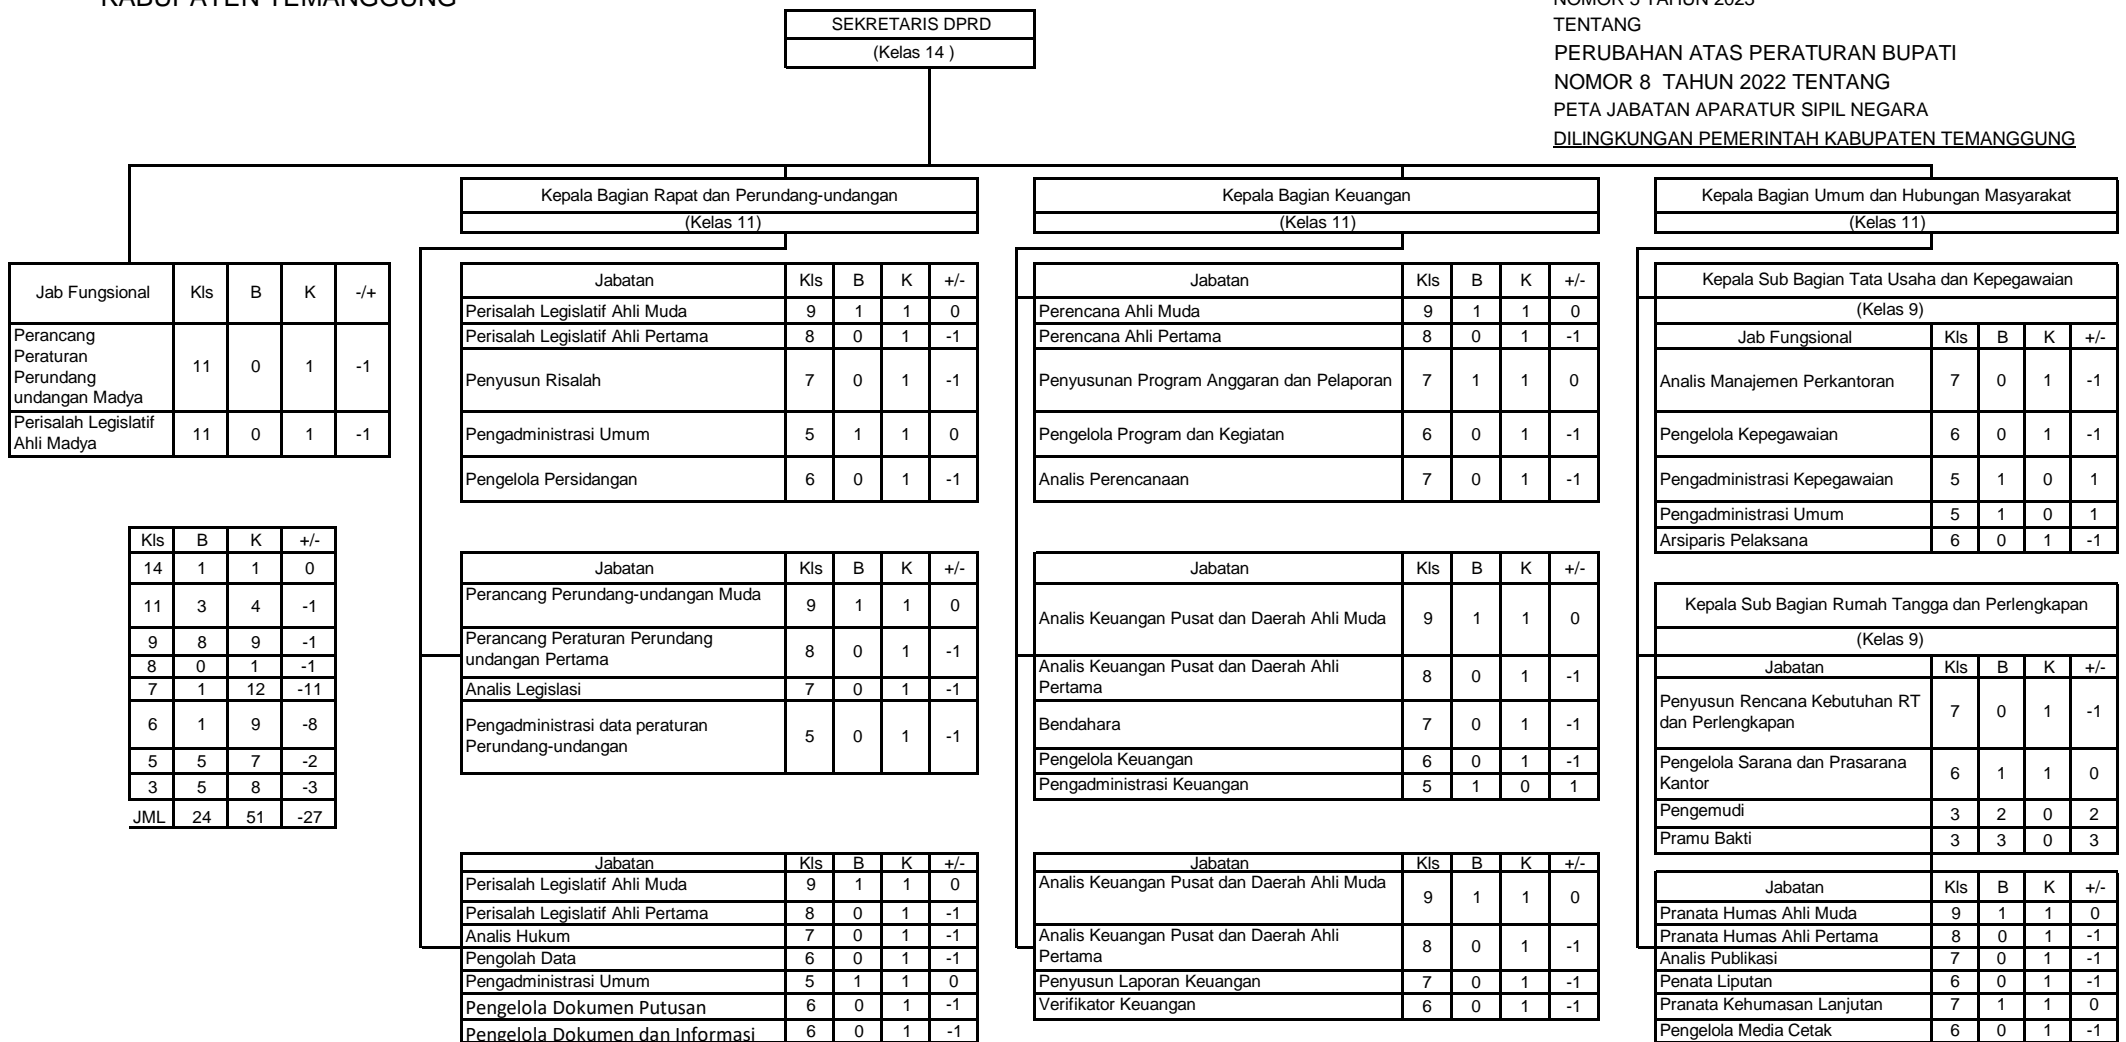 KABUPATEN TEMANGGUNG
NOMOR 5 TAHUN 2023
TENTANG
PERUBAHAN ATAS PERATURAN BUPATI
NOMOR 8 TAHUN 2022 TENTANG
PETA JABATAN APARATUR SIPIL NEGARA
DILINGKUNGAN PEMERINTAH KABUPATEN TEMANGGUNG
SEKRETARIS DPRD
(Kelas 14 )
Jab Fungsional Kls B K -/+
Perancang
Peraturan
Perundang
undangan Madya 11 0 1 -1
Perisalah Legislatif
Ahli Madya 11 0 1 -1
Kls B K +/-
14 1 1 0
11 3 4 -1
9 8 9 -1
8 0 1 -1
7 1 12 -11
6 1 9 -8
5 5 7 -2
3 5 8 -3
JML 24 51 -27
Kepala Bagian Rapat dan Perundang-undangan
(Kelas 11)
Jabatan Kls B K +/-
Perisalah Legislatif Ahli Muda 9 1 1 0
Perisalah Legislatif Ahli Pertama 8 0 1 -1
Penyusun Risalah 7 0 1 -1
Pengadministrasi Umum 5 1 1 0
Pengelola Persidangan 6 0 1 -1
Jabatan Kls B K +/-
Perancang Perundang-undangan Muda 9 1 1 0
Perancang Peraturan Perundang
undangan Pertama 8 0 1 -1
Analis Legislasi 7 0 1 -1
Pengadministrasi data peraturan
Perundang-undangan 5 0 1 -1
Jabatan Kls B K +/-
Perisalah Legislatif Ahli Muda 9 1 1 0
Perisalah Legislatif Ahli Pertama 8 0 1 -1
Analis Hukum 7 0 1 -1
Pengolah Data 6 0 1 -1
Pengadministrasi Umum 5 1 1 0
Pengelola Dokumen Putusan 6 0 1 -1
Pengelola Dokumen dan Informasi 6 0 1 -1
Kepala Bagian Keuangan
(Kelas 11)
Jabatan Kls B K +/-
Perencana Ahli Muda 9 1 1 0
Perencana Ahli Pertama 8 0 1 -1
Penyusunan Program Anggaran dan Pelaporan 7 1 1 0
Pengelola Program dan Kegiatan 6 0 1 -1
Analis Perencanaan 7 0 1 -1
Jabatan Kls B K +/-
Analis Keuangan Pusat dan Daerah Ahli Muda 9 1 1 0
Analis Keuangan Pusat dan Daerah Ahli
Pertama 8 0 1 -1
Bendahara 7 0 1 -1
Pengelola Keuangan 6 0 1 -1
Pengadministrasi Keuangan 5 1 0 1
Jabatan Kls B K +/-
Analis Keuangan Pusat dan Daerah Ahli Muda 9 1 1 0
Analis Keuangan Pusat dan Daerah Ahli
Pertama 8 0 1 -1
Penyusun Laporan Keuangan 7 0 1 -1
Verifikator Keuangan 6 0 1 -1
Kepala Bagian Umum dan Hubungan Masyarakat
(Kelas 11)
Kepala Sub Bagian Tata Usaha dan Kepegawaian
(Kelas 9)
Jab Fungsional Kls B K +/-
Analis Manajemen Perkantoran 7 0 1 -1
Pengelola Kepegawaian 6 0 1 -1
Pengadministrasi Kepegawaian 5 1 0 1
Pengadministrasi Umum 5 1 0 1
Arsiparis Pelaksana 6 0 1 -1
Kepala Sub Bagian Rumah Tangga dan Perlengkapan
(Kelas 9)
Jabatan Kls B K +/-
Penyusun Rencana Kebutuhan RT
dan Perlengkapan 7 0 1 -1
Pengelola Sarana dan Prasarana
Kantor 6 1 1 0
Pengemudi 3 2 0 2
Pramu Bakti 3 3 0 3
Jabatan Kls B K +/-
Pranata Humas Ahli Muda 9 1 1 0
Pranata Humas Ahli Pertama 8 0 1 -1
Analis Publikasi 7 0 1 -1
Penata Liputan 6 0 1 -1
Pranata Kehumasan Lanjutan 7 1 1 0
Pengelola Media Cetak 6 0 1 -1